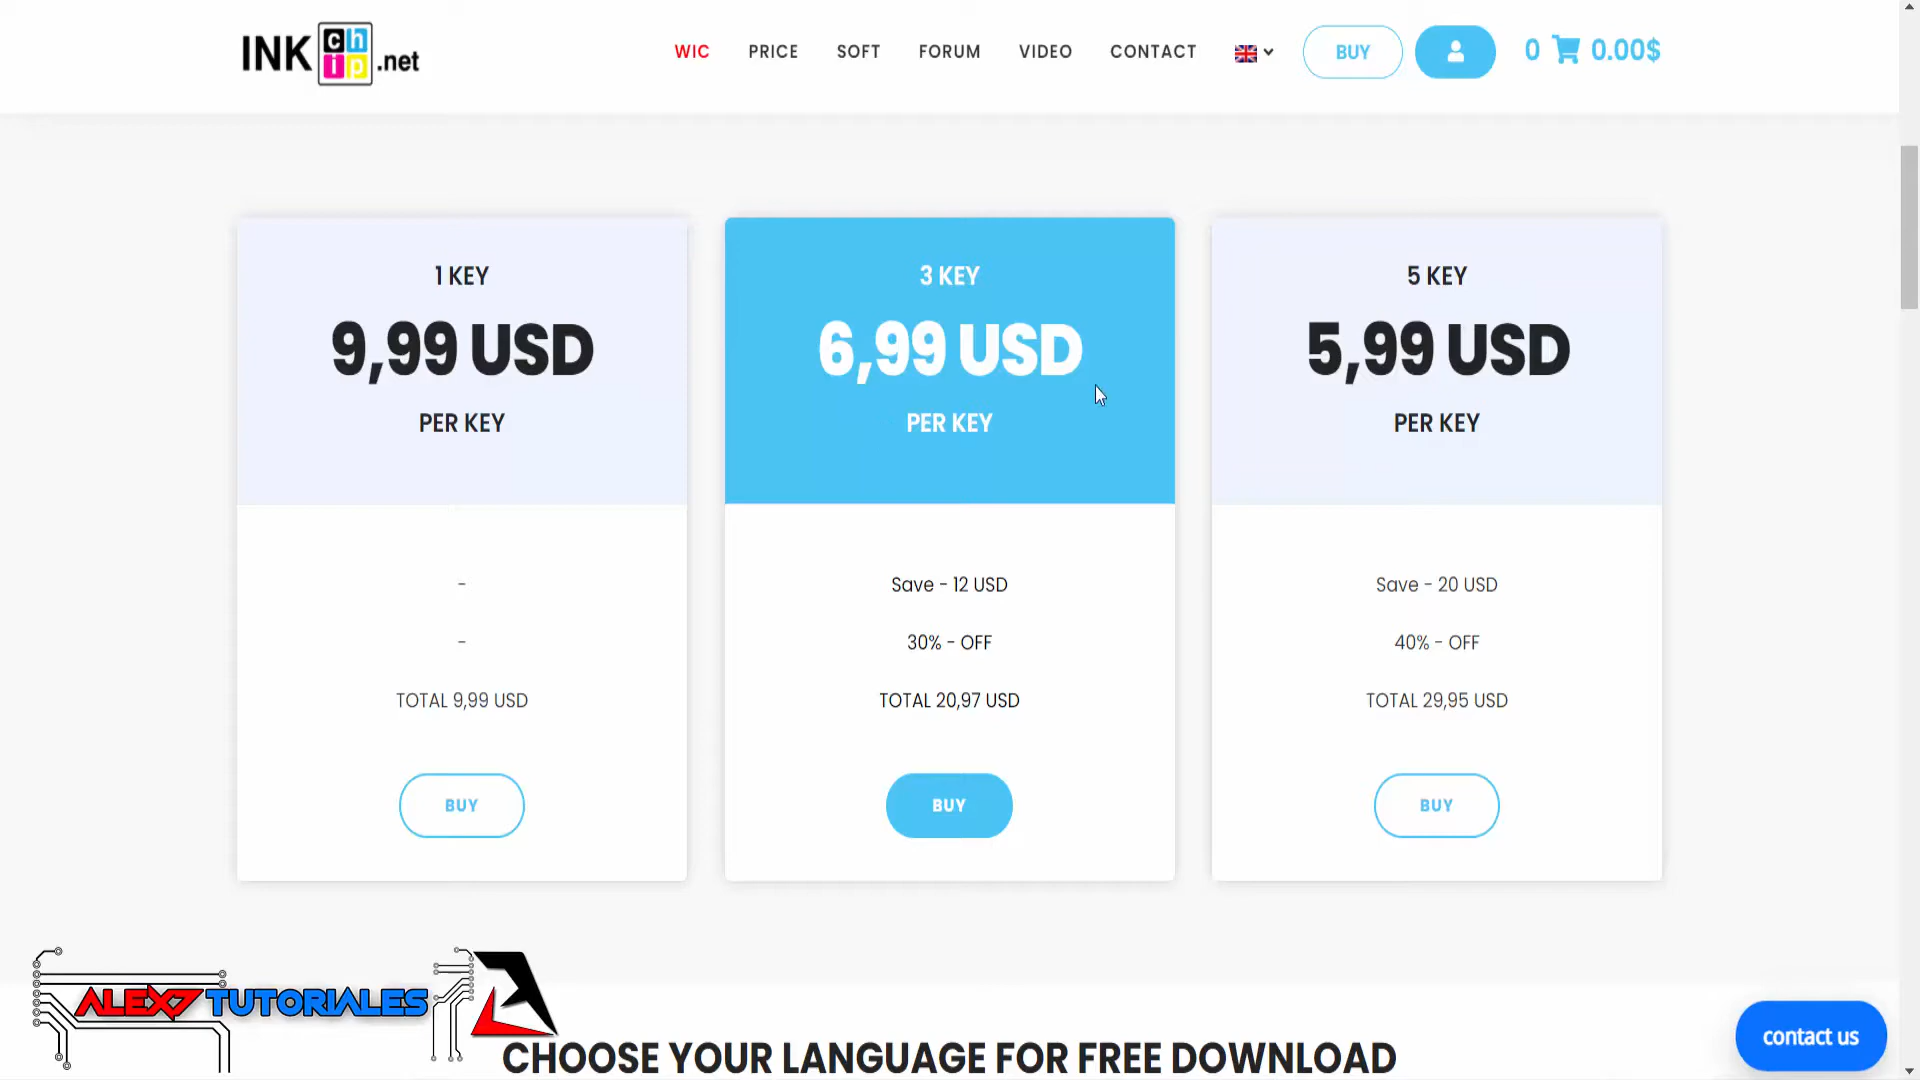 INK chip .net
WIC PRICE SOFT FORUM VIDEO CONTACT BUY 0 0.00$
1 KEY
9,99 USD
PER KEY
-
-
TOTAL 9,99 USD
BUY
3 KEY
6,99 USD
PER KEY
Save - 12 USD
30% - OFF
TOTAL 20,97 USD
BUY
5 KEY
5,99 USD
PER KEY
Save - 20 USD
40% - OFF
TOTAL 29,95 USD
BUY
ALEX7 TUTORIALES
CHOOSE YOUR LANGUAGE FOR FREE DOWNLOAD
contact us